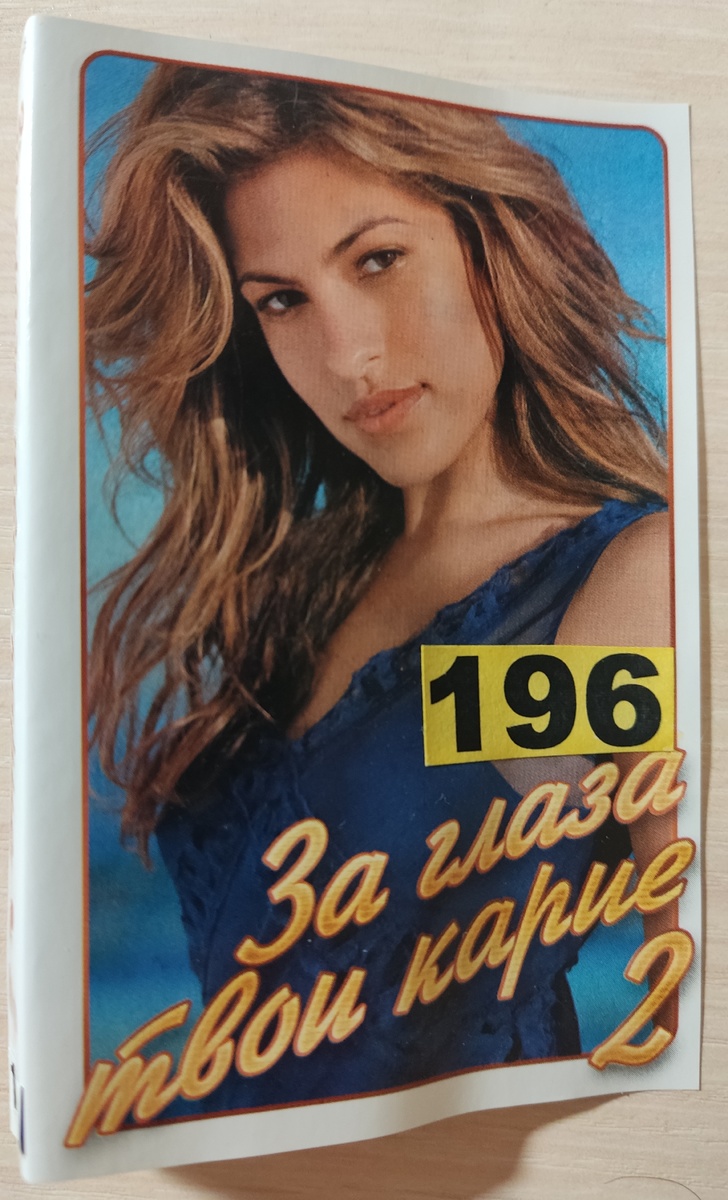 196
За глаза
твои карие
2